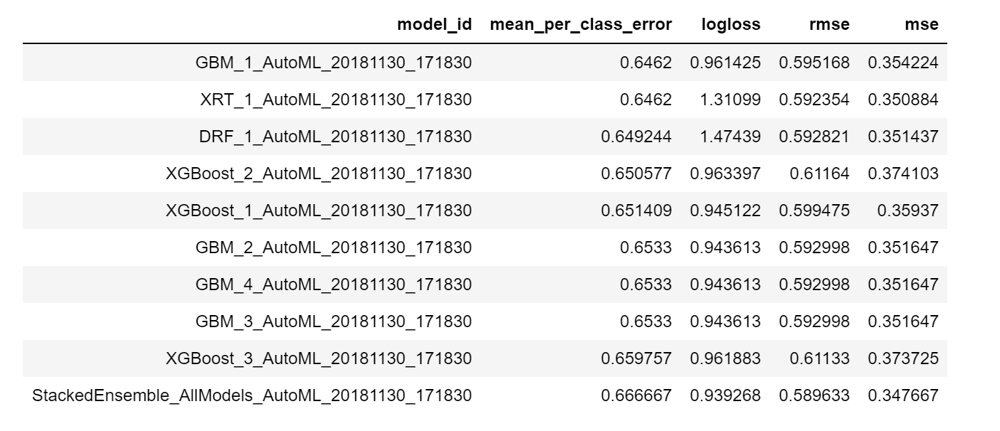 model_id mean_per_class_error logloss rmse mse
GBM_1_AutoML_20181130_171830 0.6462 0.961425 0.595168 0.354224
XRT_1_AutoML_20181130_171830 0.6462 1.31099 0.592354 0.350884
DRF_1_AutoML_20181130_171830 0.649244 1.47439 0.592821 0.351437
XGBoost_2_AutoML_20181130_171830 0.650577 0.963397 0.61164 0.374103
XGBoost_1_AutoML_20181130_171830 0.651409 0.945122 0.599475 0.35937
GBM_2_AutoML_20181130_171830 0.6533 0.943613 0.592998 0.351647
GBM_4_AutoML_20181130_171830 0.6533 0.943613 0.592998 0.351647
GBM_3_AutoML_20181130_171830 0.6533 0.943613 0.592998 0.351647
XGBoost_3_AutoML_20181130_171830 0.659757 0.961883 0.61133 0.373725
StackedEnsemble_AllModels_AutoML_20181130_171830 0.666667 0.939268 0.589633 0.347667